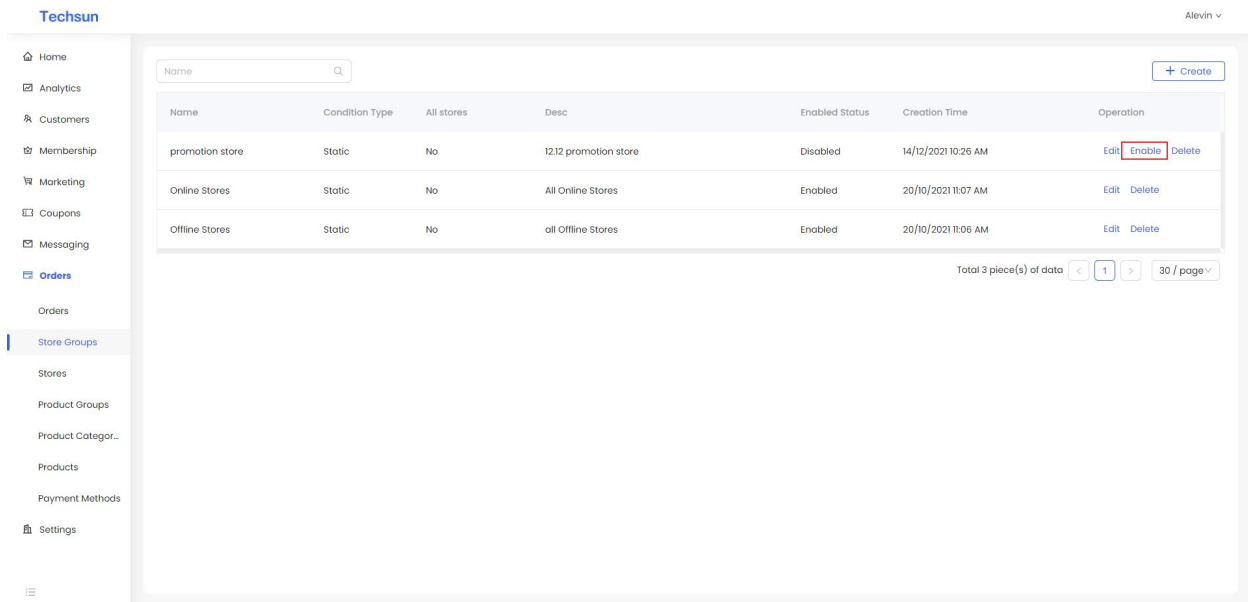 Techsun
Alevin
Home
Analytics
Customers
Membership
Marketing
Coupons
Messaging
Orders
Orders
Store Groups
Stores
Product Groups
Product Categor...
Products
Payment Methods
Settings
Name
+ Create
Name Condition Type All stores Desc Enabled Status Creation Time Operation
promotion store Static No 12.12 promotion store Disabled 14/12/2021 10:26 AM Edit Enable Delete
Online Stores Static No All Online Stores Enabled 20/10/2021 11:07 AM Edit Delete
Offline Stores Static No all Offline Stores Enabled 20/10/2021 11:06 AM Edit Delete
Total 3 piece(s) of data < 1 > 30 / page